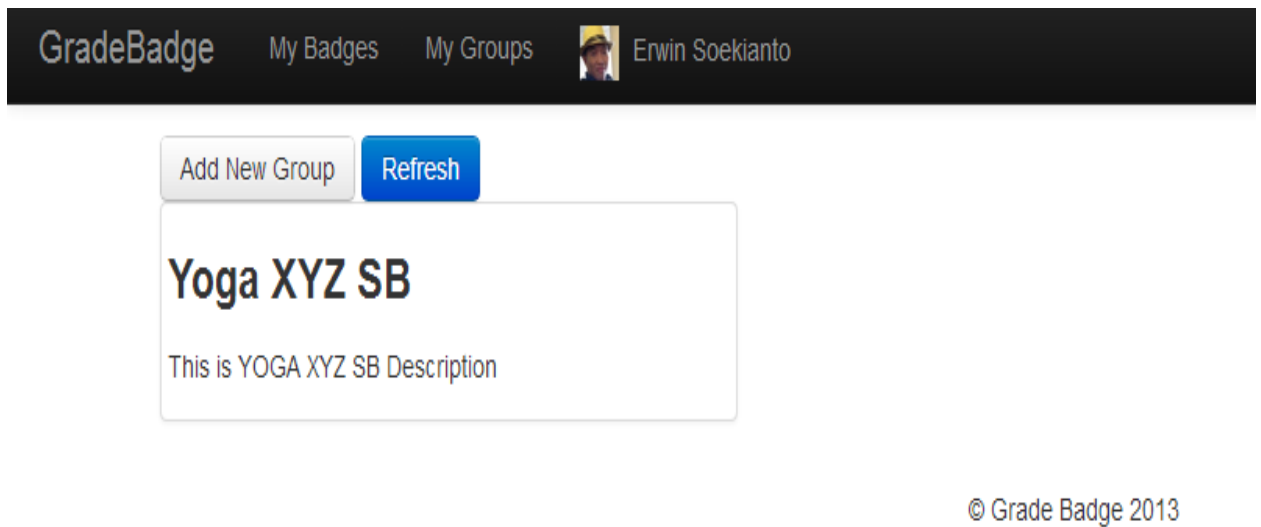 GradeBadge My Badges My Groups Erwin Soekianto
Add New Group Refresh
Yoga XYZ SB
This is YOGA XYZ SB Description
© Grade Badge 2013